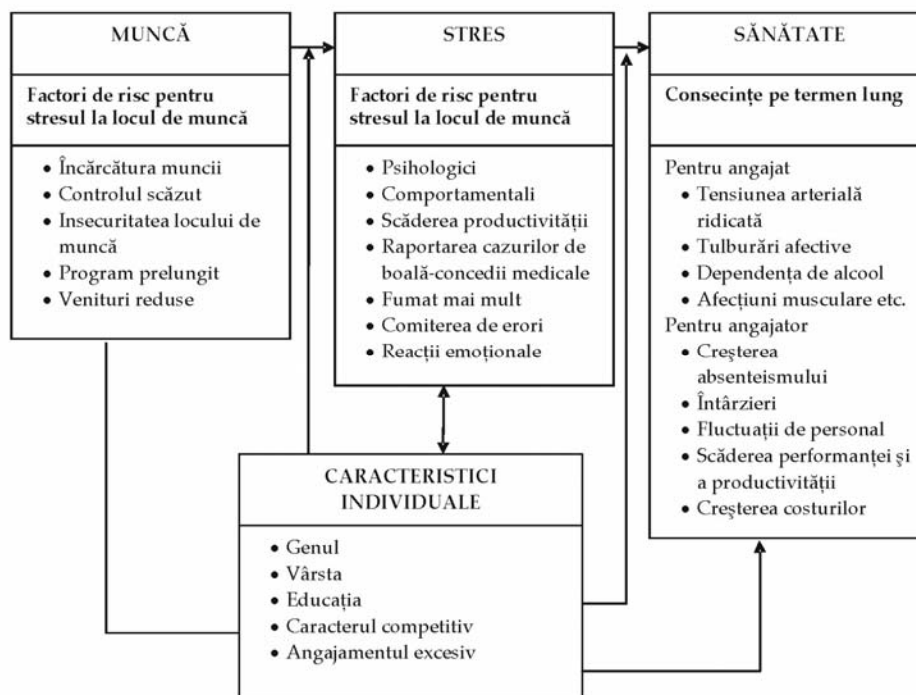 MUNCĂ
Factori de risc pentru
stresul la locul de muncă
• Încărcătura muncii
• Controlul scăzut
• Insecuritatea locului de
muncă
• Program prelungit
• Venituri reduse
STRES
Factori de risc pentru
stresul la locul de muncă
• Psihologici
• Comportamentali
• Scăderea productivității
• Raportarea cazurilor de
boală-concedii medicale
• Fumat mai mult
• Comiterea de erori
• Reacții emoționale
SĂNĂTATE
Consecințe pe termen lung
Pentru angajat
• Tensiunea arterială
ridicată
• Tulburări afective
• Dependența de alcool
• Afecțiuni musculare etc.
Pentru angajator
• Creşterea
absenteismului
• Întârzieri
• Fluctuații de personal
• Scăderea performanței şi
a productivității
• Creşterea costurilor
CARACTERISTICI
INDIVIDUALE
• Genul
• Vârsta
• Educația
• Caracterul competitiv
• Angajamentul excesiv